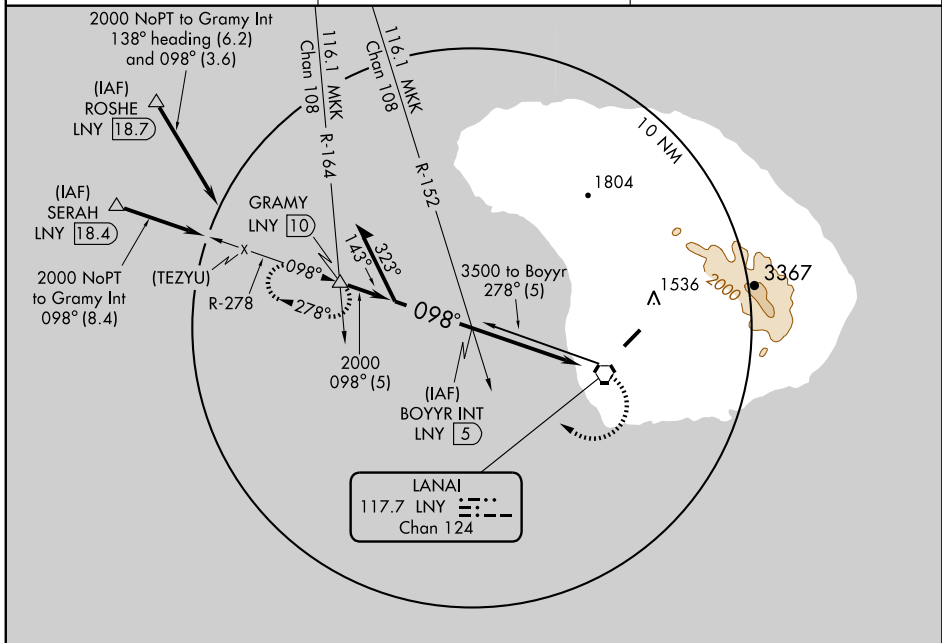 2000 NoPT to Gramy Int
138° heading (6.2)
and 098° (3.6)
(IAF)
ROSHE
LNY 18.7
116.1 MKK
Chan 108
R-164
116.1 MKK
Chan 108
R-152
10 NM
1804
(IAF)
SERAH
LNY 18.4
GRAMY
LNY 10
2000 NoPT
to Gramy Int
098° (8.4)
(TEZYU)
R-278
098°
278°
143°
323°
098°
3500 to Boyyr
278° (5)
1536
2000
3367
2000
098° (5)
(IAF)
BOYYR INT
LNY 5
LANAI
117.7 LNY
Chan 124